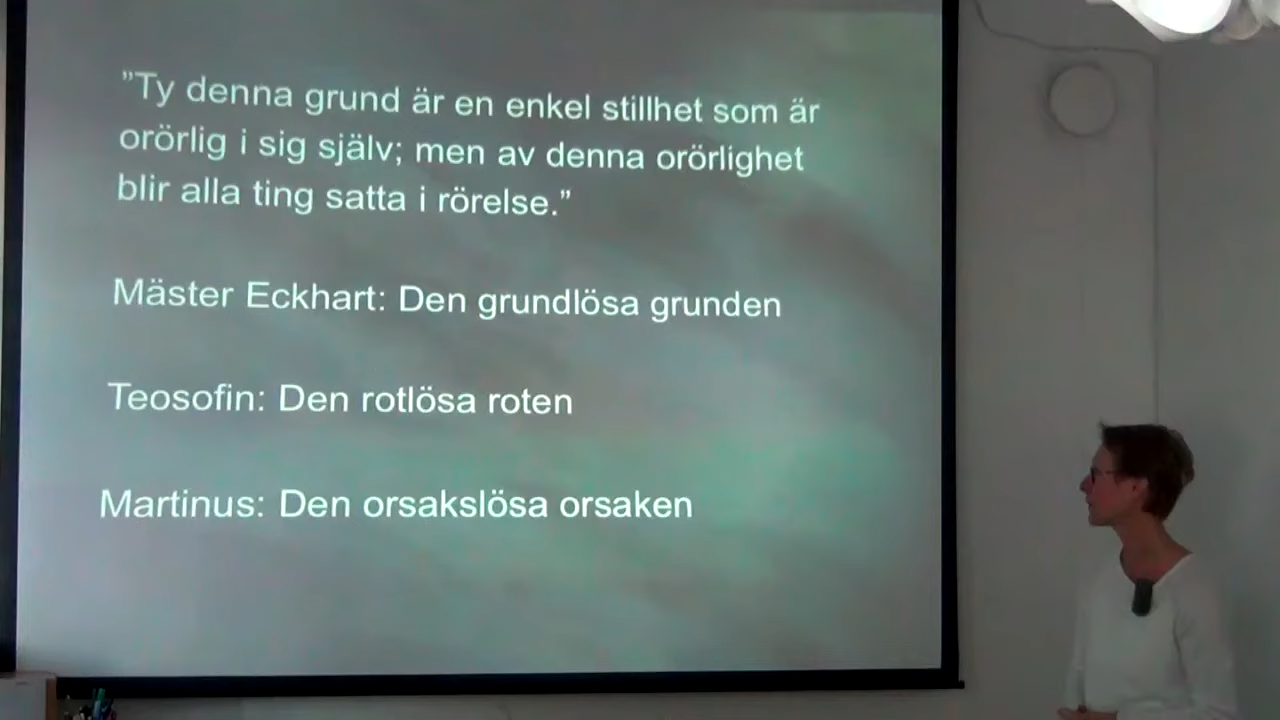 ”Ty denna grund är en enkel stillhet som är
orörlig i sig själv; men av denna orörlighet
blir alla ting satta i rörelse.”
Mäster Eckhart: Den grundlösa grunden
Teosofin: Den rotlösa roten
Martinus: Den orsakslösa orsaken